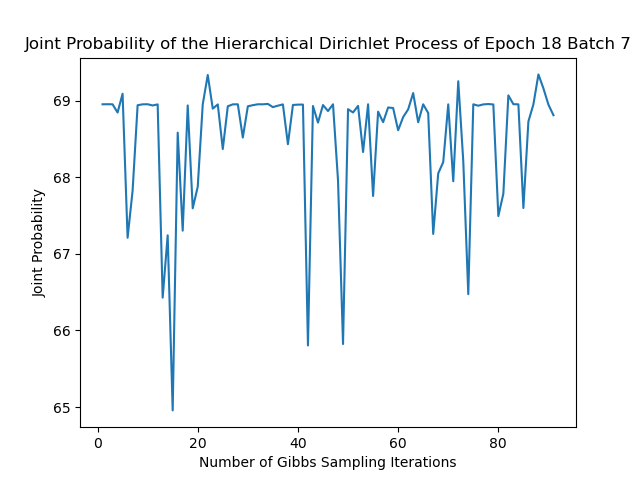 Joint Probability of the Hierarchical Dirichlet Process of Epoch 18 Batch 7
Joint Probability
69
68
67
66
65
0 20 40 60 80
Number of Gibbs Sampling Iterations